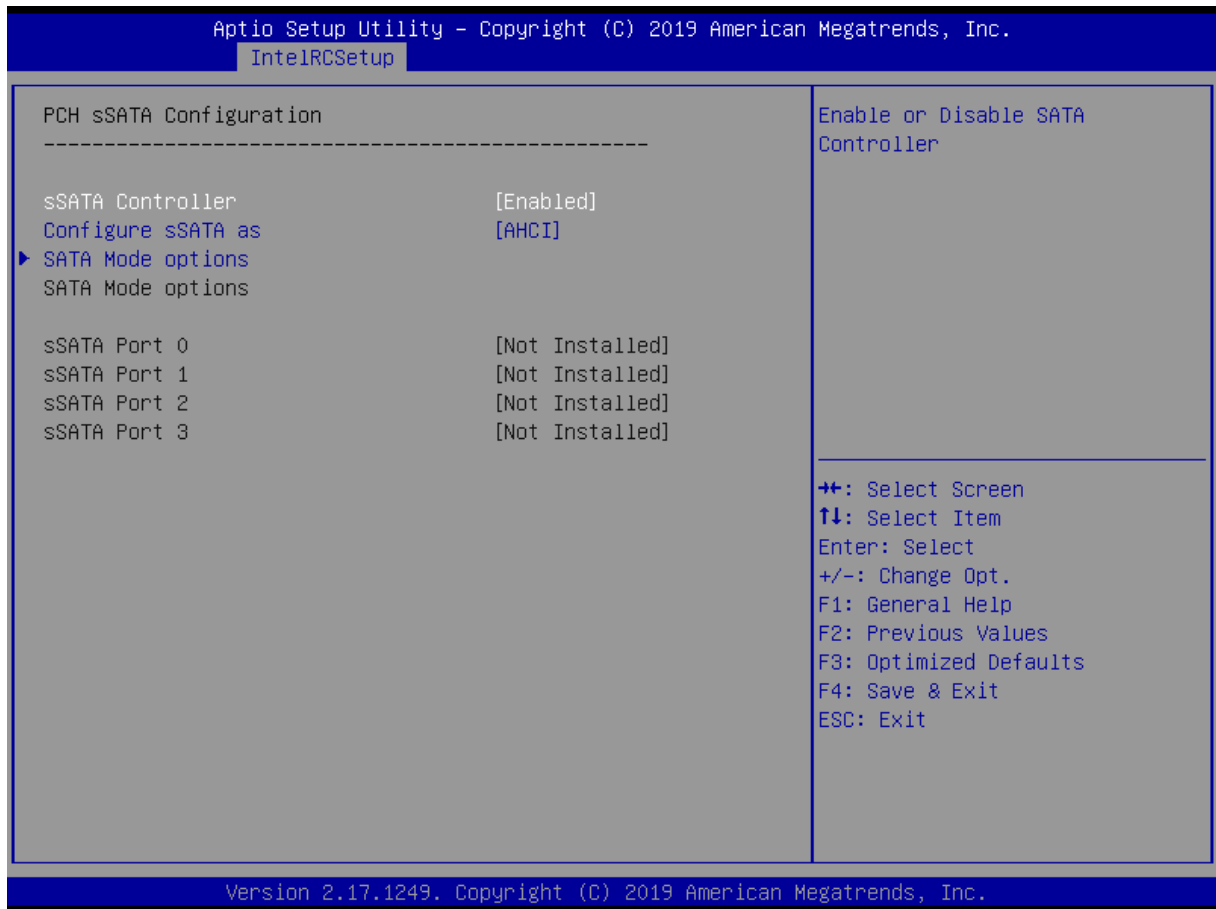 Aptio Setup Utility – Copyright (C) 2019 American Megatrends, Inc.
IntelRCSetup
PCH sSATA Configuration
--------------------------------------------------
sSATA Controller [Enabled]
Configure sSATA as [AHCI]
▶ SATA Mode options
SATA Mode options
sSATA Port 0 [Not Installed]
sSATA Port 1 [Not Installed]
sSATA Port 2 [Not Installed]
sSATA Port 3 [Not Installed]
Enable or Disable SATA
Controller
→←: Select Screen
↑↓: Select Item
Enter: Select
+/-: Change Opt.
F1: General Help
F2: Previous Values
F3: Optimized Defaults
F4: Save & Exit
ESC: Exit
Version 2.17.1249. Copyright (C) 2019 American Megatrends, Inc.